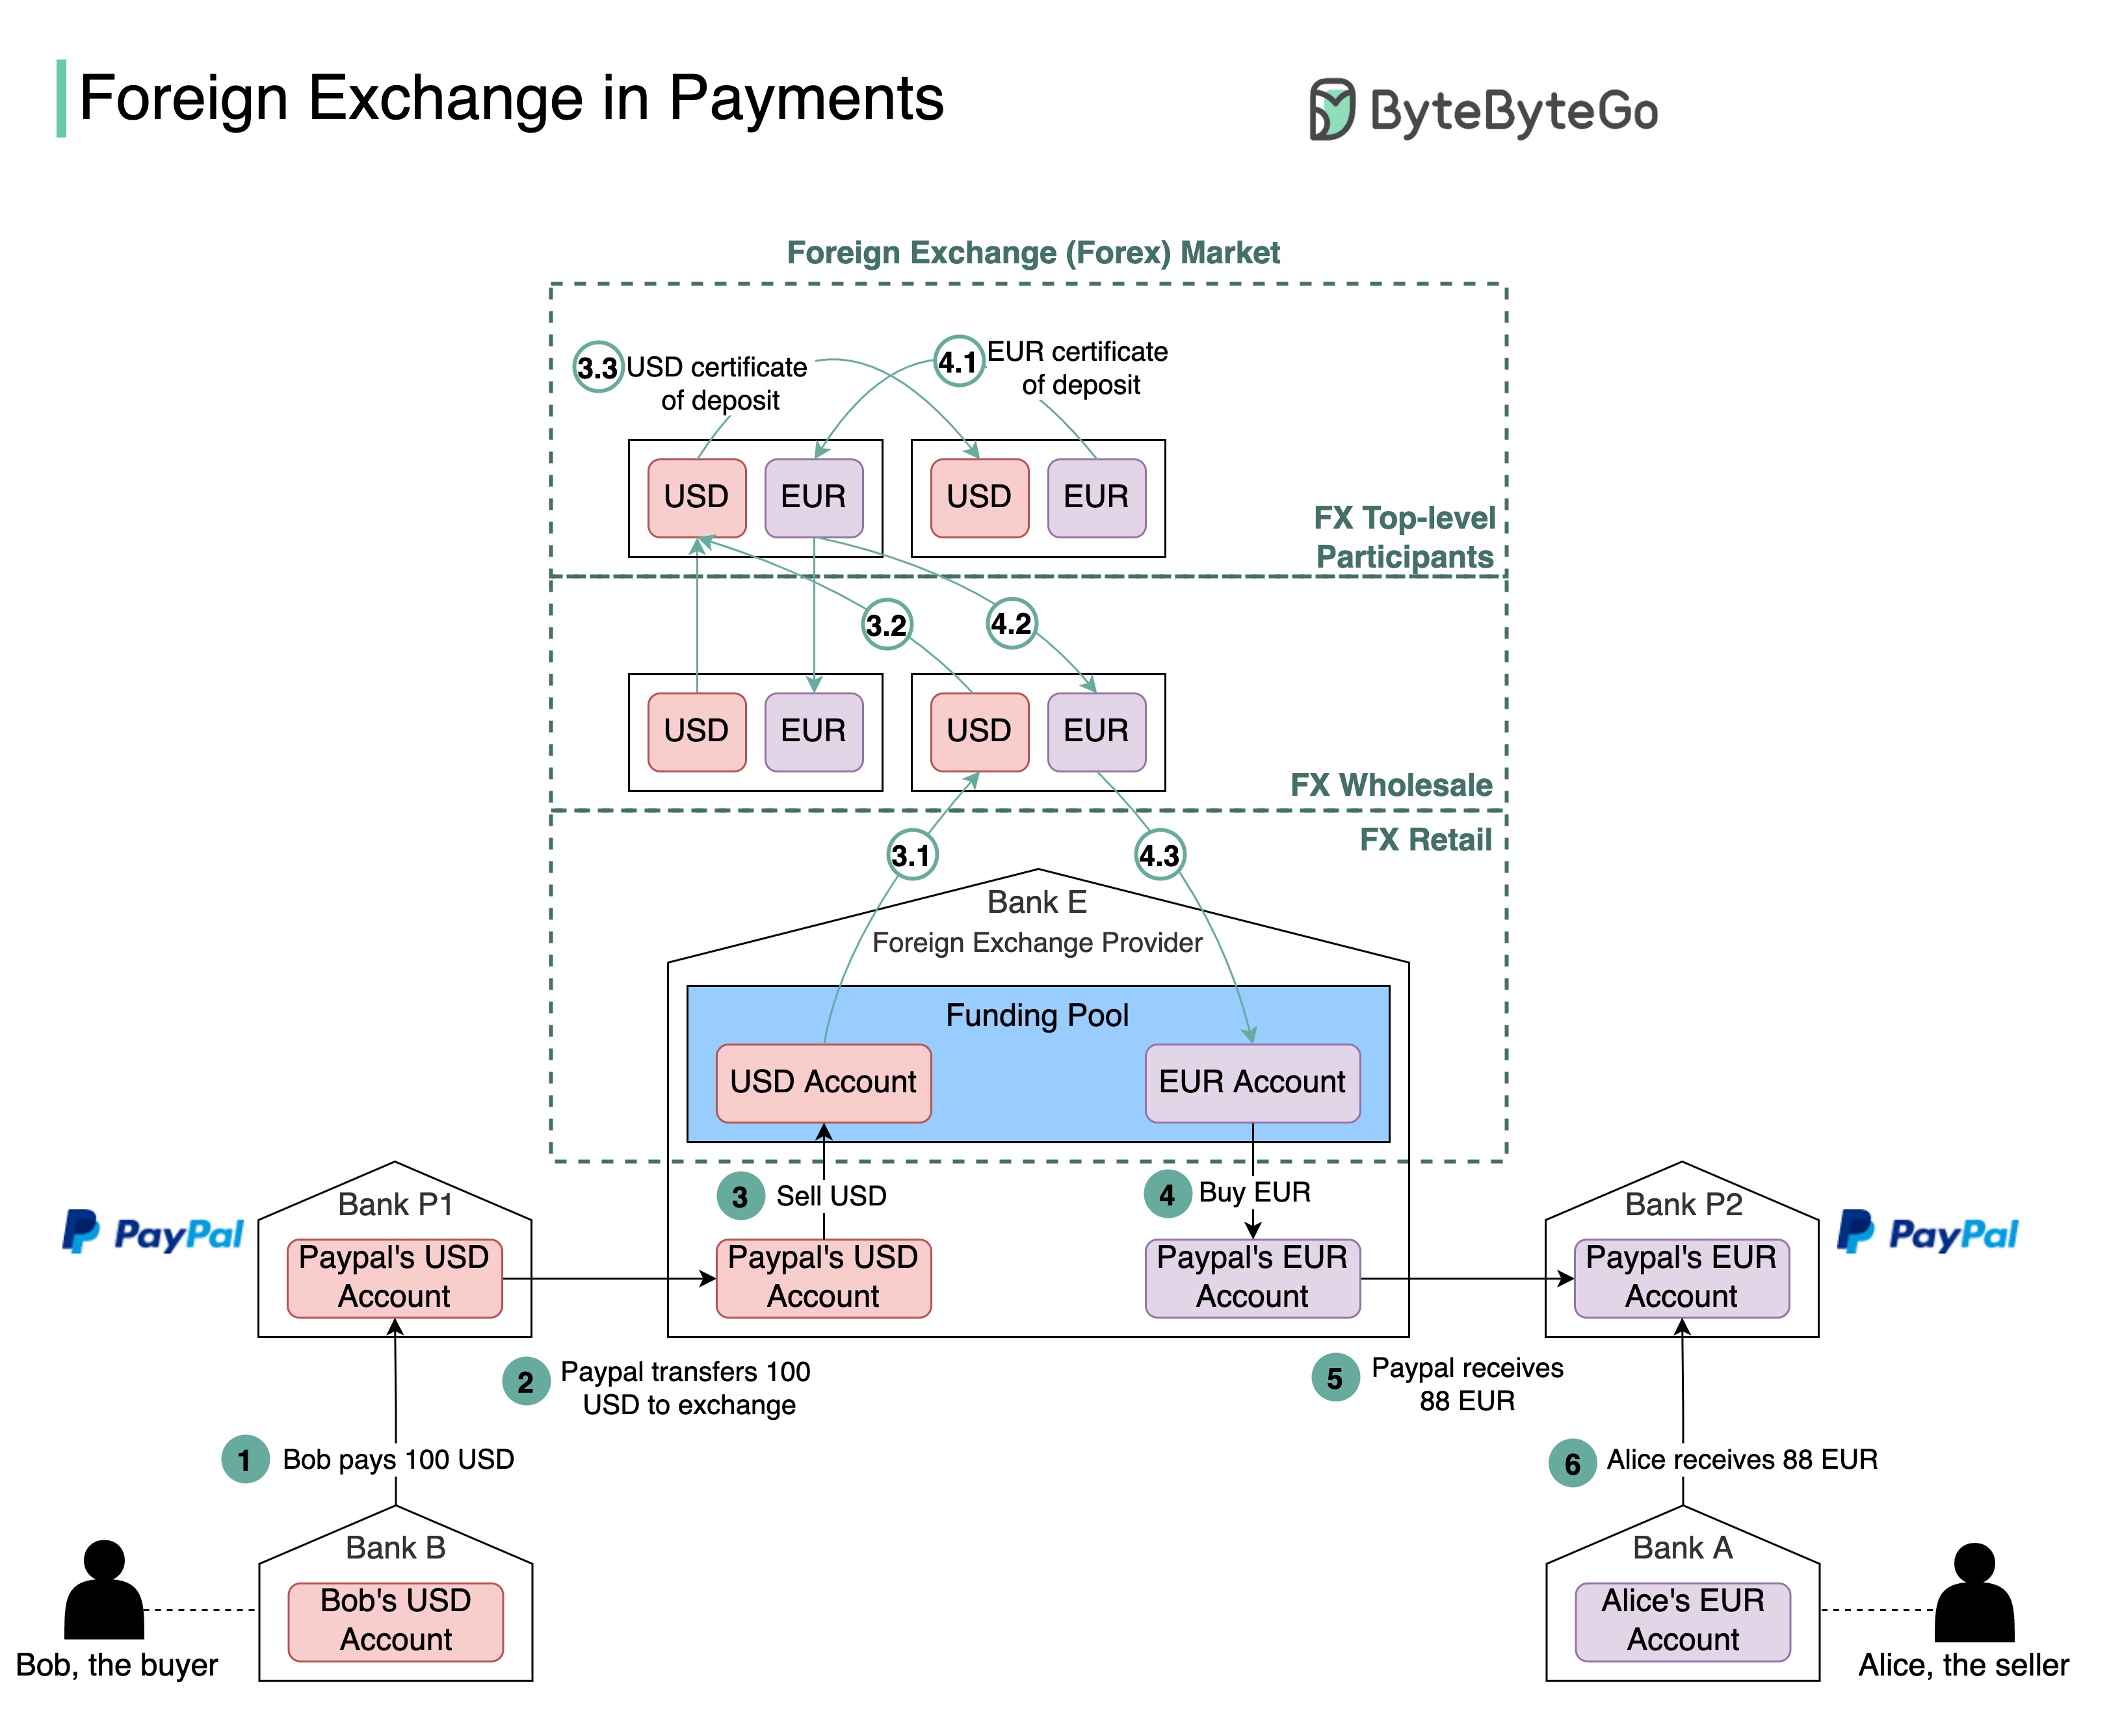 Foreign Exchange in Payments
ByteByteGo
Foreign Exchange (Forex) Market
3.3
USD certificate
of deposit
4.1
EUR certificate
of deposit
USD
EUR
USD
EUR
FX Top-level
Participants
3.2
4.2
USD
EUR
USD
EUR
FX Wholesale
FX Retail
3.1
4.3
Bank E
Foreign Exchange Provider
Funding Pool
USD Account
EUR Account
3
Sell USD
4
Buy EUR
PayPal
Bank P1
Paypal's USD
Account
Paypal's USD
Account
Paypal's EUR
Account
Bank P2
Paypal's EUR
Account
PayPal
2
Paypal transfers 100
USD to exchange
5
Paypal receives
88 EUR
1
Bob pays 100 USD
6
Alice receives 88 EUR
Bank B
Bob's USD
Account
Bob, the buyer
Bank A
Alice's EUR
Account
Alice, the seller